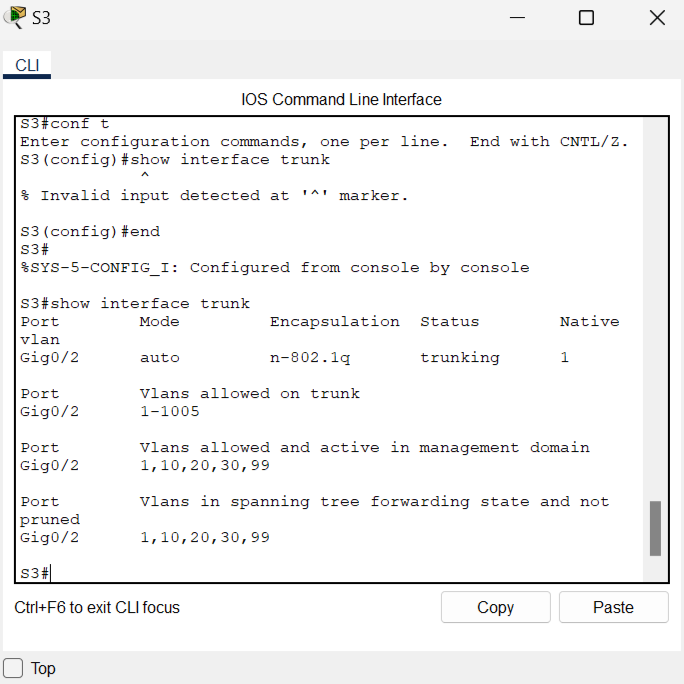 S3
CLI
IOS Command Line Interface
S3#conf t
Enter configuration commands, one per line.  End with CNTL/Z.
S3(config)#show interface trunk
            ^
% Invalid input detected at '^' marker.
S3(config)#end
S3#
%SYS-5-CONFIG_I: Configured from console by console
S3#show interface trunk
Port        Mode         Encapsulation  Status        Native
vlan
Gig0/2      auto         n-802.1q       trunking      1
Port        Vlans allowed on trunk
Gig0/2      1-1005
Port        Vlans allowed and active in management domain
Gig0/2      1,10,20,30,99
Port        Vlans in spanning tree forwarding state and not
pruned
Gig0/2      1,10,20,30,99
S3#
Ctrl+F6 to exit CLI focus
Copy
Paste
Top